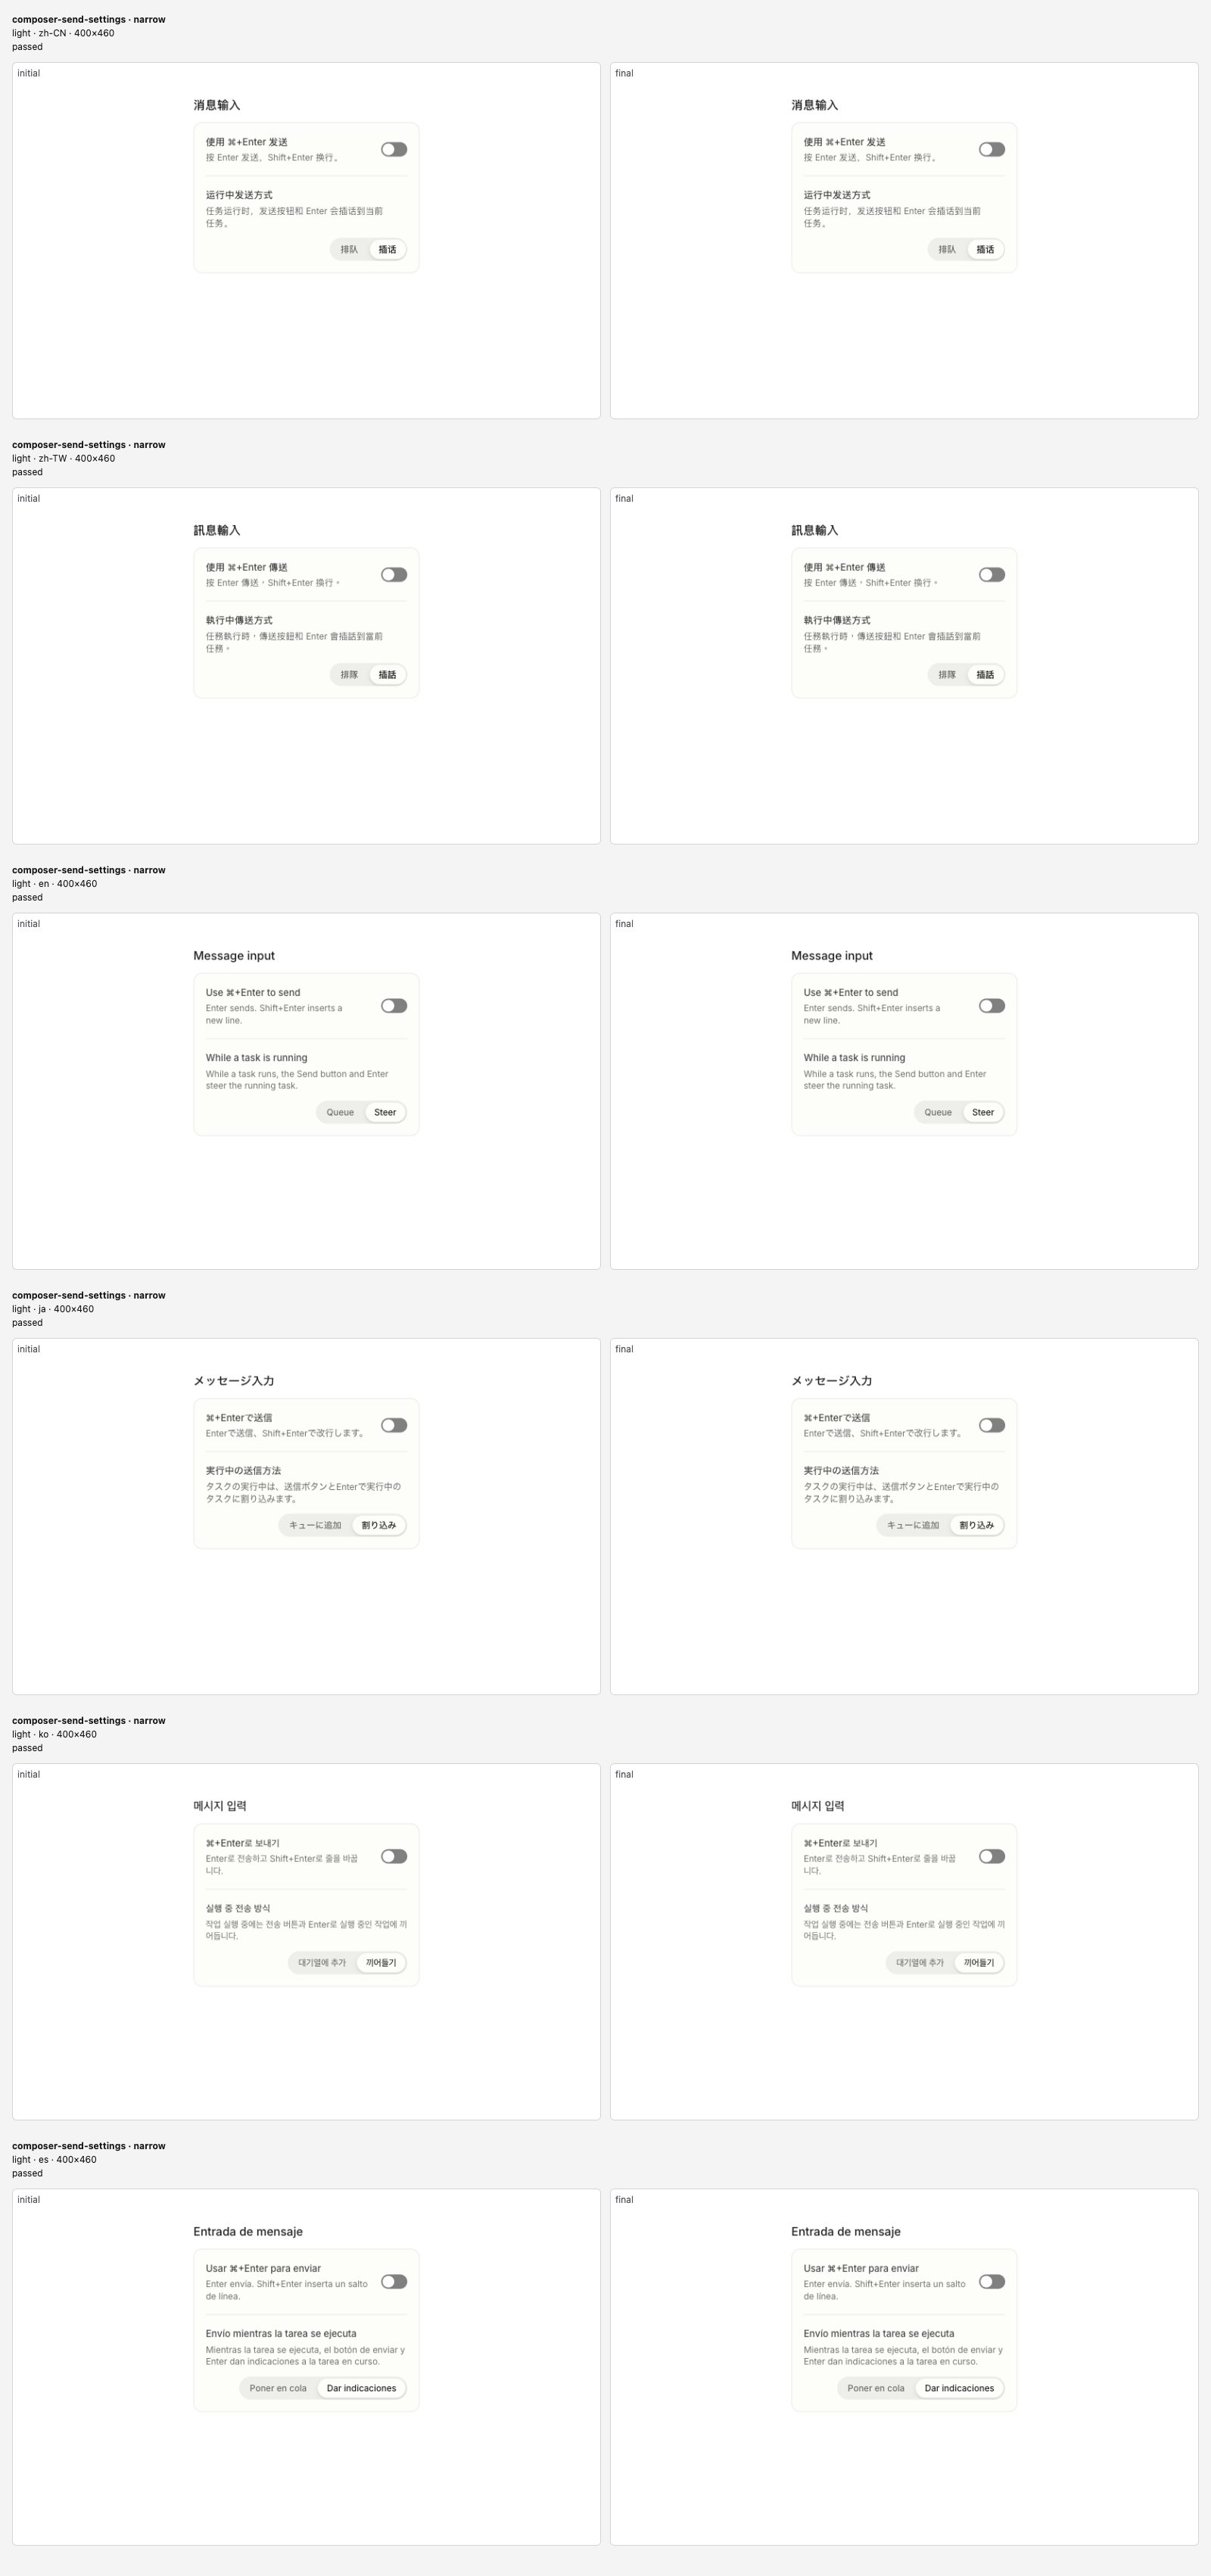 composer-send-settings · narrow
light · zh-CN · 400×460
passed
initial
消息输入
使用 ⌘+Enter 发送
按 Enter 发送，Shift+Enter 换行。
运行中发送方式
任务运行时，发送按钮和 Enter 会插话到当前
任务。
排队 插话
final
消息输入
使用 ⌘+Enter 发送
按 Enter 发送，Shift+Enter 换行。
运行中发送方式
任务运行时，发送按钮和 Enter 会插话到当前
任务。
排队 插话
composer-send-settings · narrow
light · zh-TW · 400×460
passed
initial
訊息輸入
使用 ⌘+Enter 傳送
按 Enter 傳送，Shift+Enter 換行。
執行中傳送方式
任務執行時，傳送按鈕和 Enter 會插話到當前
任務。
排隊 插話
final
訊息輸入
使用 ⌘+Enter 傳送
按 Enter 傳送，Shift+Enter 換行。
執行中傳送方式
任務執行時，傳送按鈕和 Enter 會插話到當前
任務。
排隊 插話
composer-send-settings · narrow
light · en · 400×460
passed
initial
Message input
Use ⌘+Enter to send
Enter sends. Shift+Enter inserts a
new line.
While a task is running
While a task runs, the Send button and Enter
steer the running task.
Queue Steer
final
Message input
Use ⌘+Enter to send
Enter sends. Shift+Enter inserts a
new line.
While a task is running
While a task runs, the Send button and Enter
steer the running task.
Queue Steer
composer-send-settings · narrow
light · ja · 400×460
passed
initial
メッセージ入力
⌘+Enterで送信
Enterで送信、Shift+Enterで改行します。
実行中の送信方法
タスクの実行中は、送信ボタンとEnterで実行中の
タスクに割り込みます。
キューに追加 割り込み
final
メッセージ入力
⌘+Enterで送信
Enterで送信、Shift+Enterで改行します。
実行中の送信方法
タスクの実行中は、送信ボタンとEnterで実行中の
タスクに割り込みます。
キューに追加 割り込み
composer-send-settings · narrow
light · ko · 400×460
passed
initial
메시지 입력
⌘+Enter로 보내기
Enter로 전송하고 Shift+Enter로 줄을 바꿉
니다.
실행 중 전송 방식
작업 실행 중에는 전송 버튼과 Enter로 실행 중인 작업에 끼
어듭니다.
대기열에 추가 끼어들기
final
메시지 입력
⌘+Enter로 보내기
Enter로 전송하고 Shift+Enter로 줄을 바꿉
니다.
실행 중 전송 방식
작업 실행 중에는 전송 버튼과 Enter로 실행 중인 작업에 끼
어듭니다.
대기열에 추가 끼어들기
composer-send-settings · narrow
light · es · 400×460
passed
initial
Entrada de mensaje
Usar ⌘+Enter para enviar
Enter envía. Shift+Enter inserta un salto
de línea.
Envío mientras la tarea se ejecuta
Mientras la tarea se ejecuta, el botón de enviar y
Enter dan indicaciones a la tarea en curso.
Poner en cola Dar indicaciones
final
Entrada de mensaje
Usar ⌘+Enter para enviar
Enter envía. Shift+Enter inserta un salto
de línea.
Envío mientras la tarea se ejecuta
Mientras la tarea se ejecuta, el botón de enviar y
Enter dan indicaciones a la tarea en curso.
Poner en cola Dar indicaciones